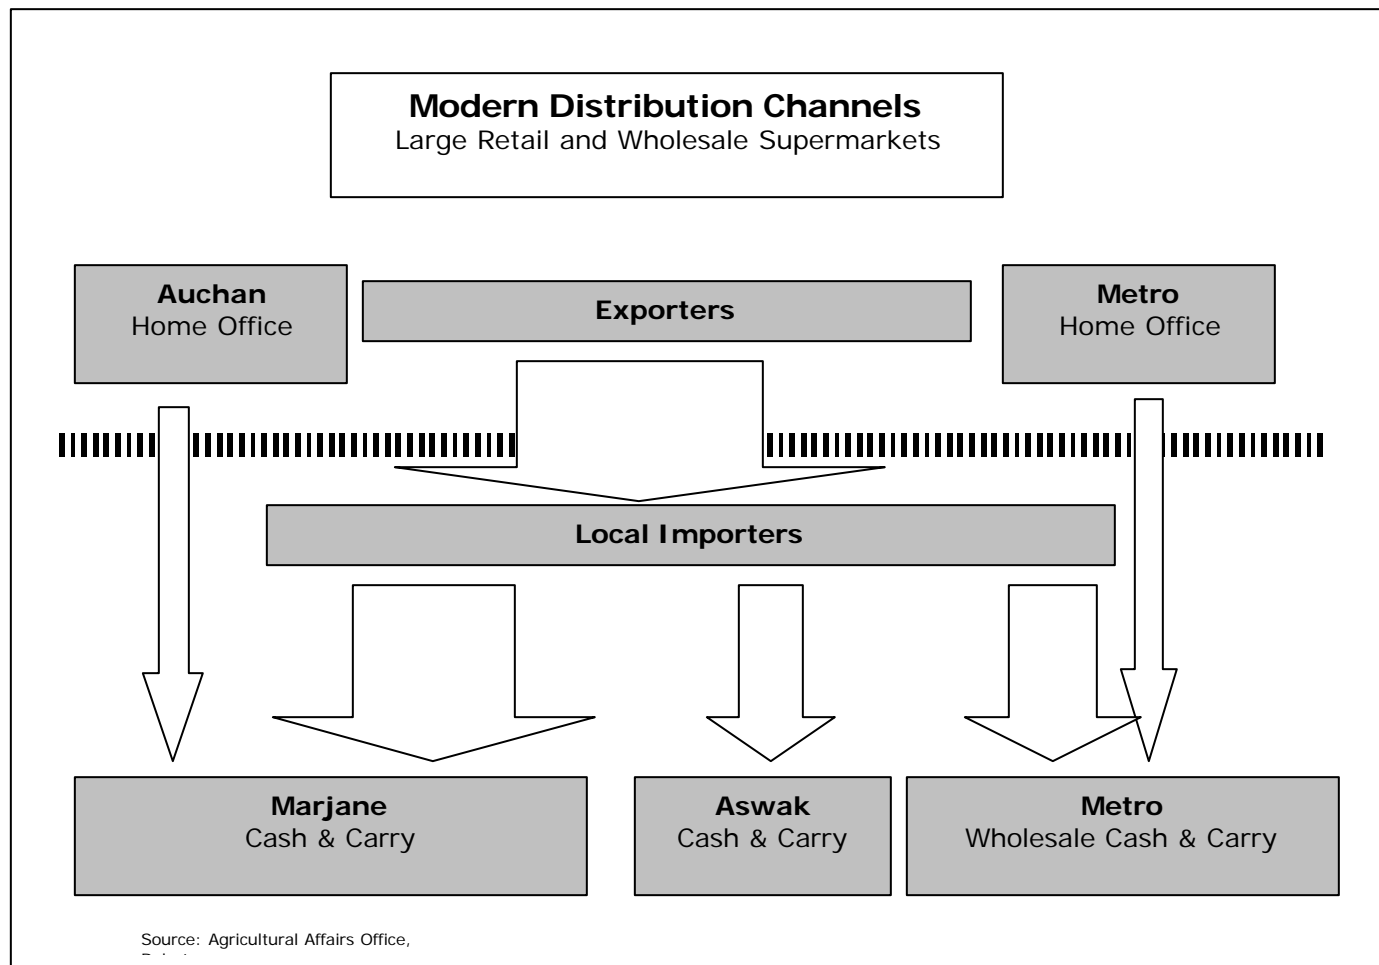 Modern Distribution Channels
Large Retail and Wholesale Supermarkets
Auchan
Home Office
Exporters
Metro
Home Office
Local Importers
Marjane
Cash & Carry
Aswak
Cash & Carry
Metro
Wholesale Cash & Carry
Source: Agricultural Affairs Office,